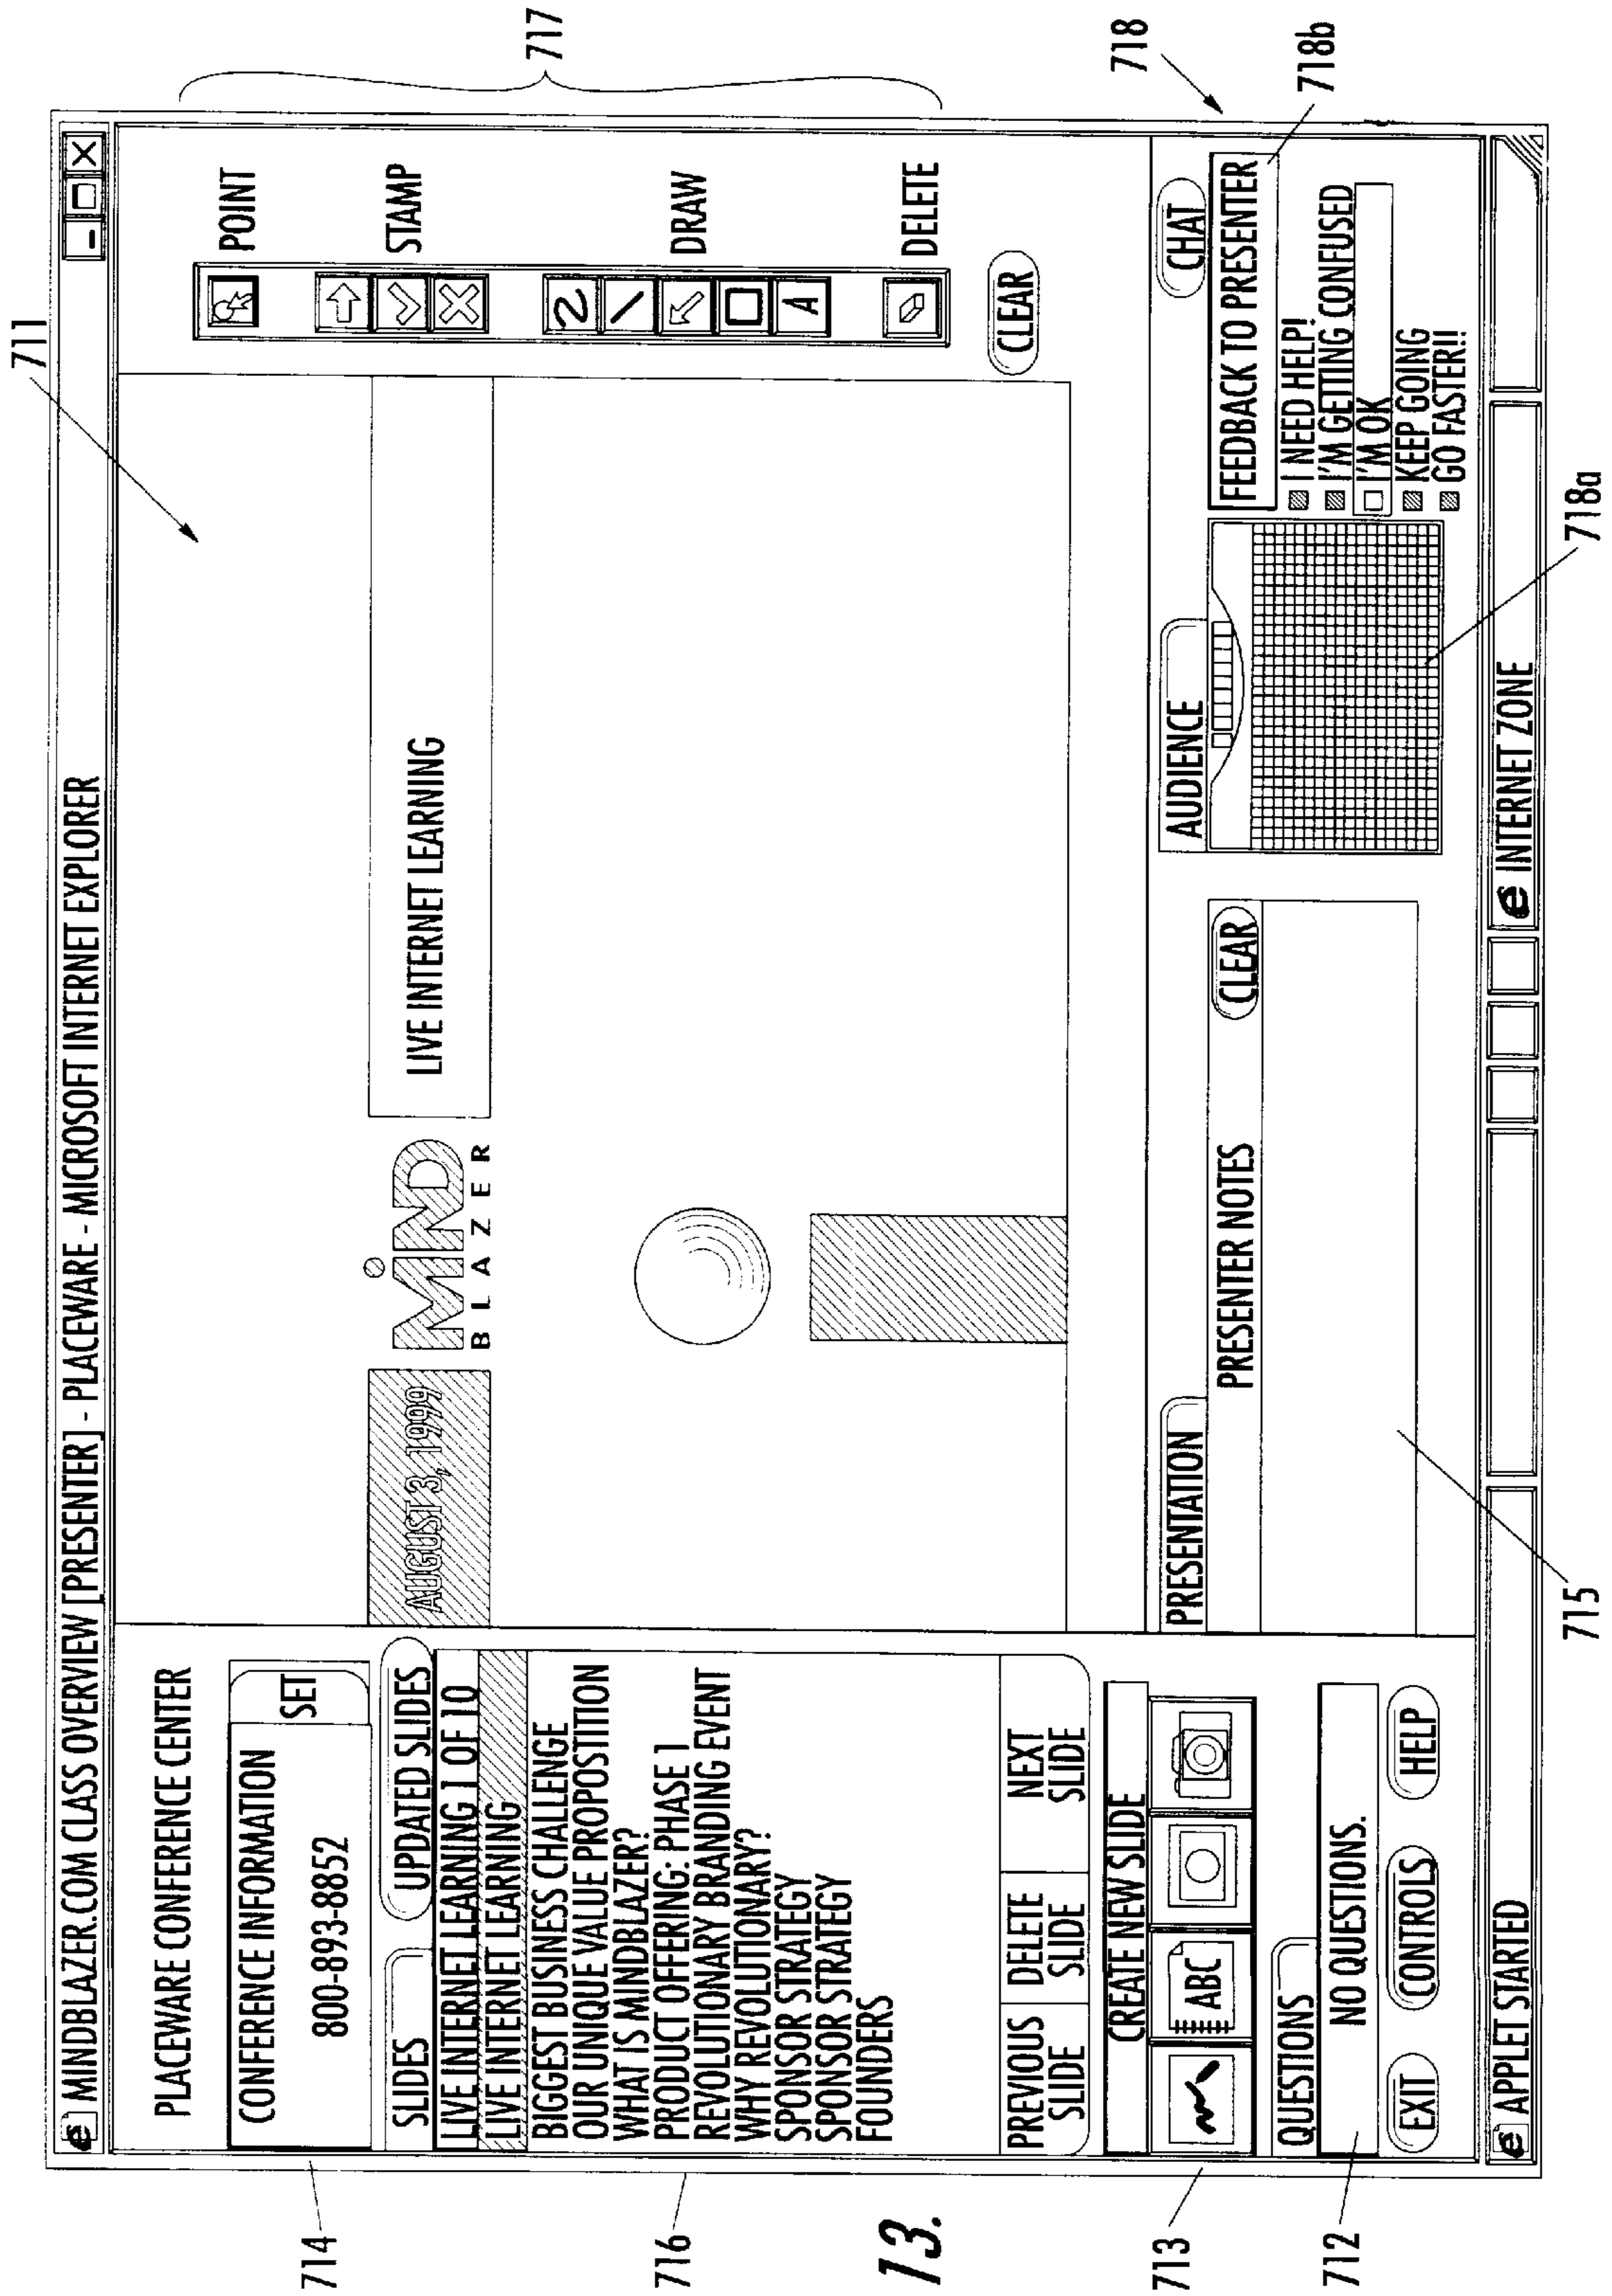 MINDBLAZER.COM CLASS OVERVIEW [PRESENTER] - PLACEWARE - MICROSOFT INTERNET EXPLORER
711
PLACEWARE CONFERENCE CENTER
714
CONFERENCE INFORMATION
SET
800-893-8852
SLIDES
UPDATED SLIDES
716
LIVE INTERNET LEARNING 1 OF 10
LIVE INTERNET LEARNING
BIGGEST BUSINESS CHALLENGE
OUR UNIQUE VALUE PROPOSTITION
WHAT IS MINDBLAZER?
PRODUCT OFFERING: PHASE 1
REVOLUTIONARY BRANDING EVENT
WHY REVOLUTIONARY?
SPONSOR STRATEGY
SPONSOR STRATEGY
FOUNDERS
PREVIOUS SLIDE
DELETE SLIDE
NEXT SLIDE
713
CREATE NEW SLIDE
ABC
QUESTIONS
712
NO QUESTIONS.
EXIT
CONTROLS
HELP
AUGUST 3, 1999
MiND
BLAZER
LIVE INTERNET LEARNING
717
POINT
STAMP
DRAW
A
DELETE
CLEAR
PRESENTATION
PRESENTER NOTES
CLEAR
715
AUDIENCE
718a
CHAT
718
718b
FEEDBACK TO PRESENTER
I NEED HELP!
I'M GETTING CONFUSED
I'M OK
KEEP GOING
GO FASTER!!
e APPLET STARTED
e INTERNET ZONE
13.